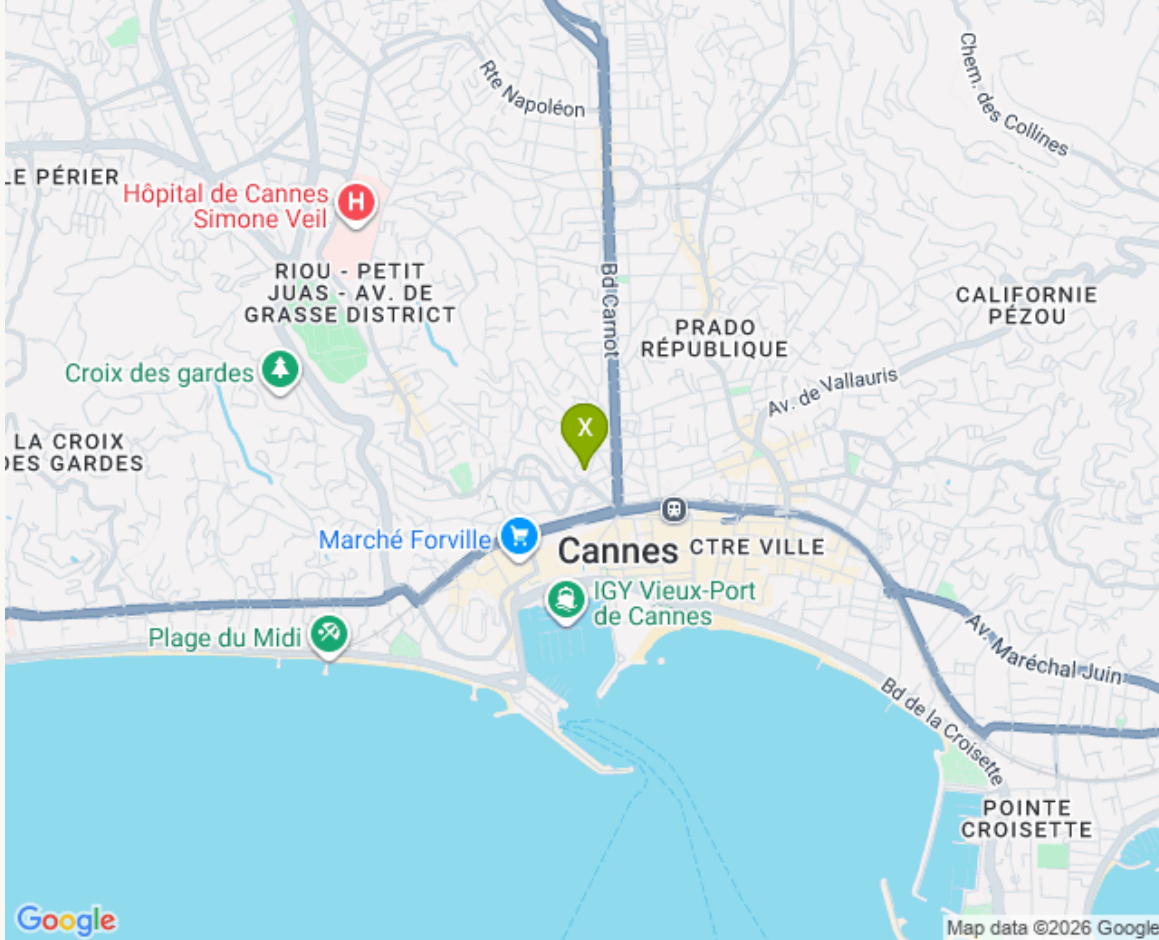 Rte Napoléon
Chem. des Collines
LE PÉRIER
Hôpital de Cannes
Simone Veil
H
RIOU - PETIT
JUAS - AV. DE
GRASSE DISTRICT
Bd Carnot
CALIFORNIE
PÉZOU
PRADO
RÉPUBLIQUE
Croix des gardes
Av. de Vallauris
X
LA CROIX
DES GARDES
Marché Forville
Cannes
CTRE VILLE
IGY Vieux-Port
de Cannes
Plage du Midi
Av. Maréchal Juin
Bd de la Croisette
POINTE
CROISETTE
Google
Map data ©2026 Google